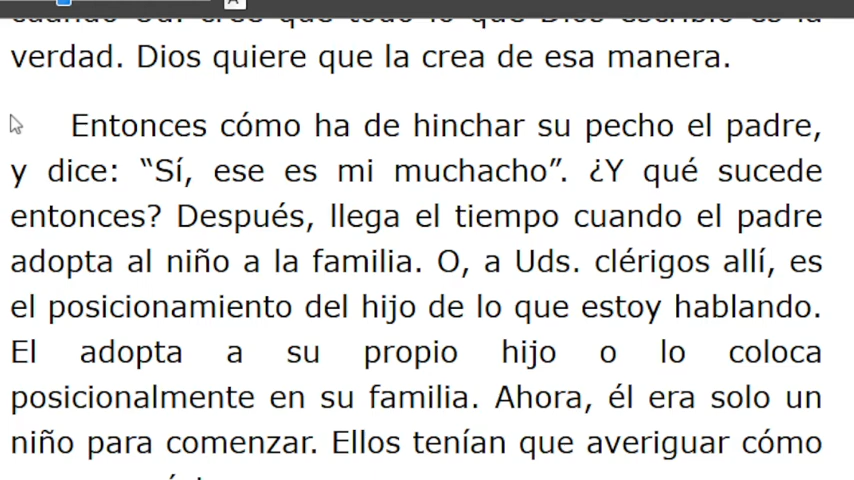 verdad. Dios quiere que la crea de esa manera.
Entonces cómo ha de hinchar su pecho el padre,
y dice: “Sí, ese es mi muchacho”. ¿Y qué sucede
entonces? Después, llega el tiempo cuando el padre
adopta al niño a la familia. O, a Uds. clérigos allí, es
el posicionamiento del hijo de lo que estoy hablando.
El adopta a su propio hijo o lo coloca
posicionalmente en su familia. Ahora, él era solo un
niño para comenzar. Ellos tenían que averiguar cómo